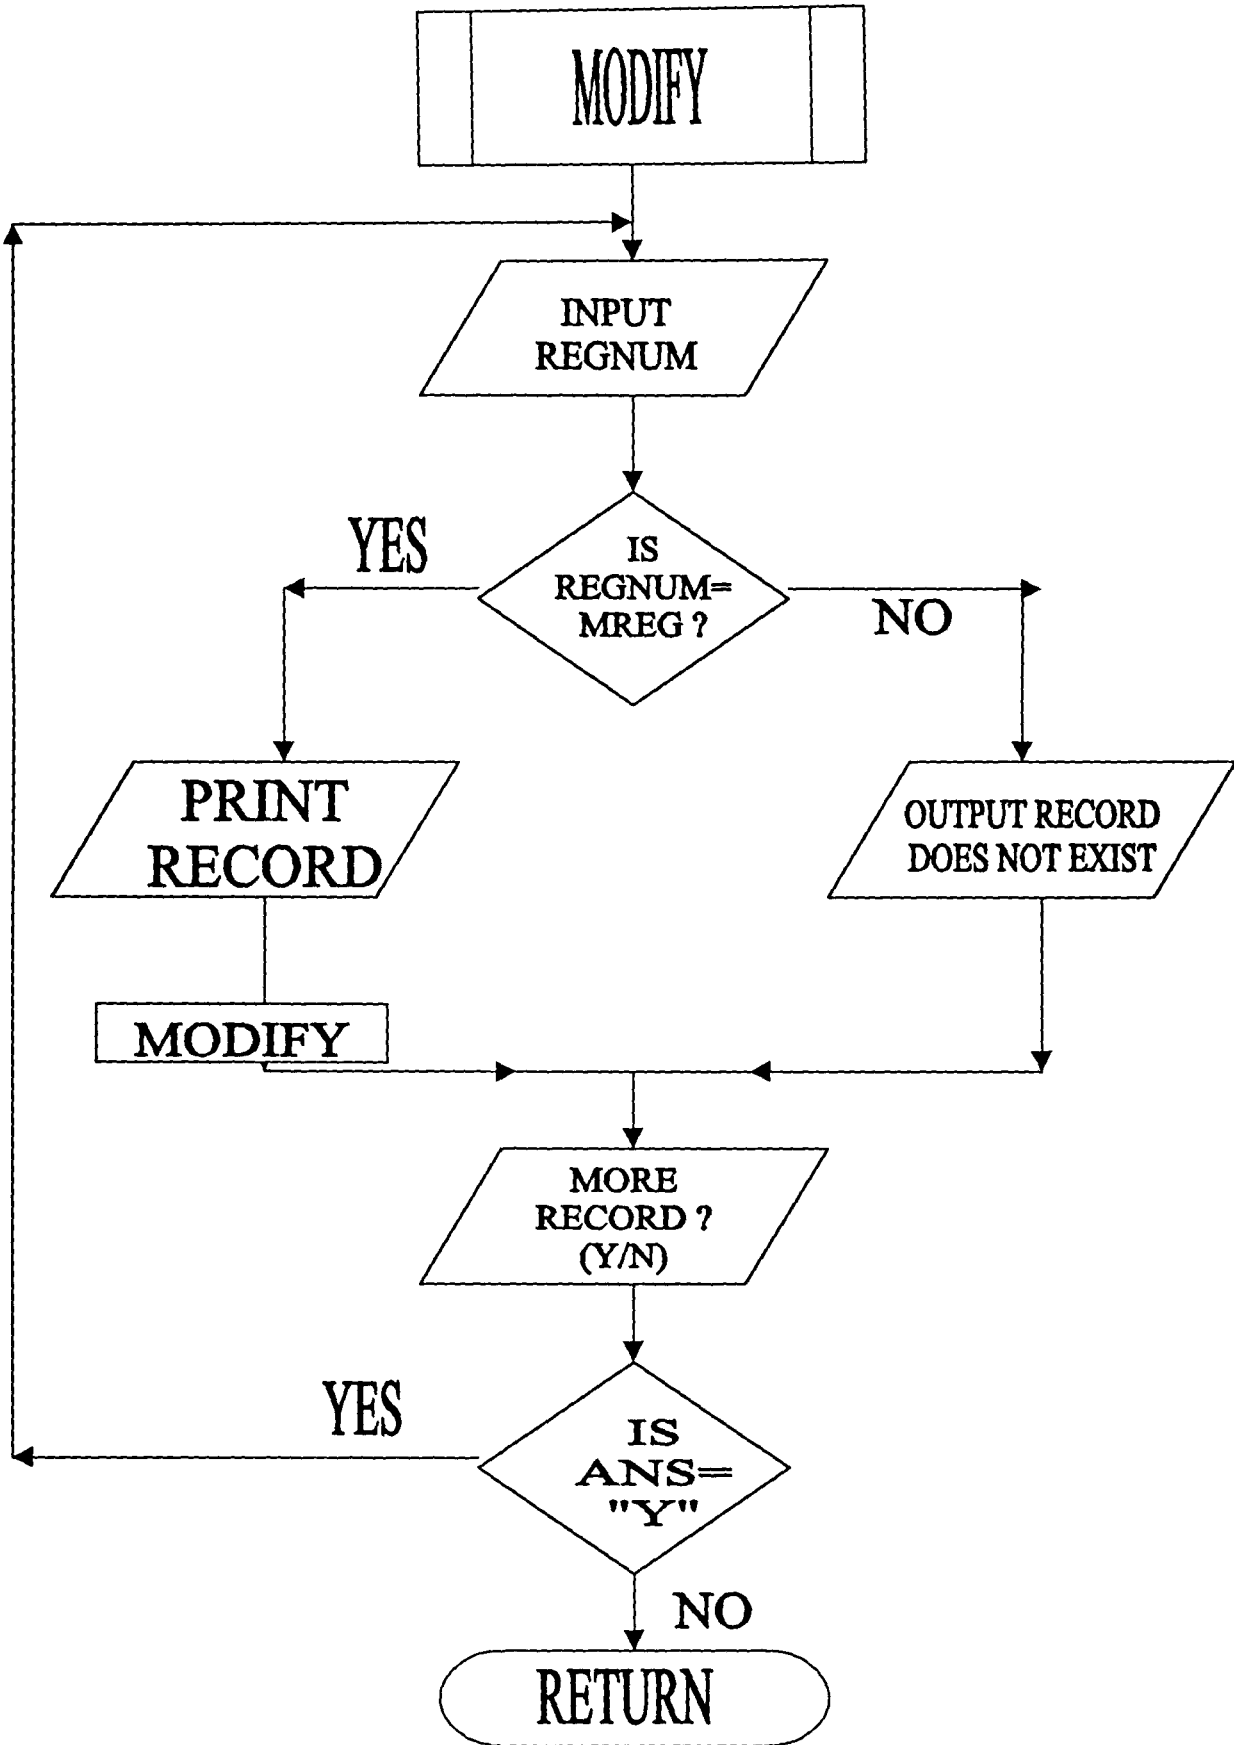 MODIFY
INPUT
REGNUM
YES
IS
REGNUM=
MREG ?
NO
PRINT
RECORD
OUTPUT RECORD
DOES NOT EXIST
MODIFY
MORE
RECORD ?
(Y/N)
YES
IS
ANS=
"Y"
NO
RETURN